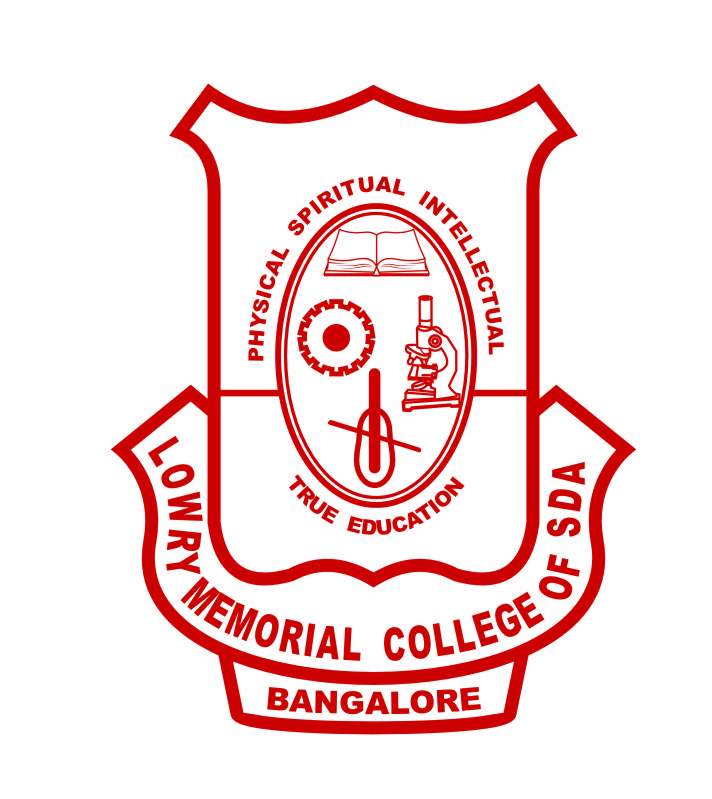 PHYSICAL SPIRITUAL INTELLECTUAL
TRUE EDUCATION
LOWRY MEMORIAL COLLEGE OF SDA
BANGALORE